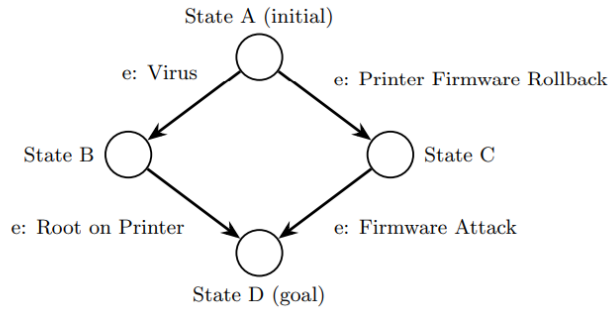 State A (initial)
e: Virus
e: Printer Firmware Rollback
State B
State C
e: Root on Printer
e: Firmware Attack
State D (goal)